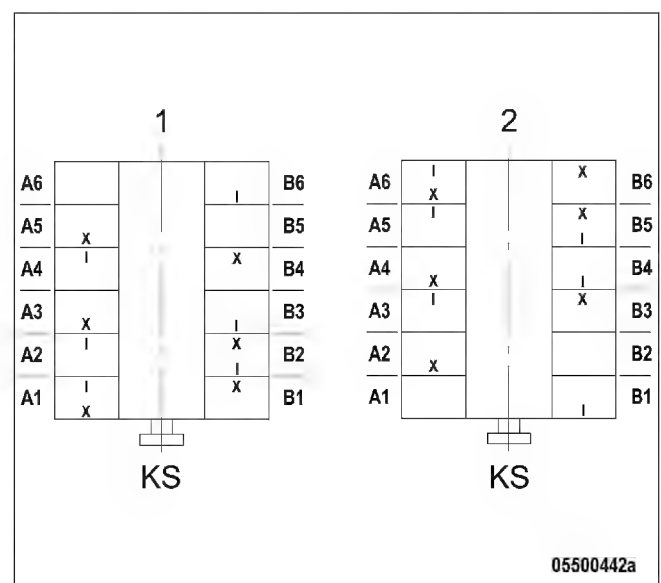 1
A6 B6
I
A5 B5
X
I X
A4 B4
A3 B3
X I
I X
A2 B2
I
I X
A1 B1
X
KS
2
I X
A6 B6
X
I X
A5 B5
I
A4 B4
X I
I X
A3 B3
A2 B2
X
A1 B1
I
KS
05500442a